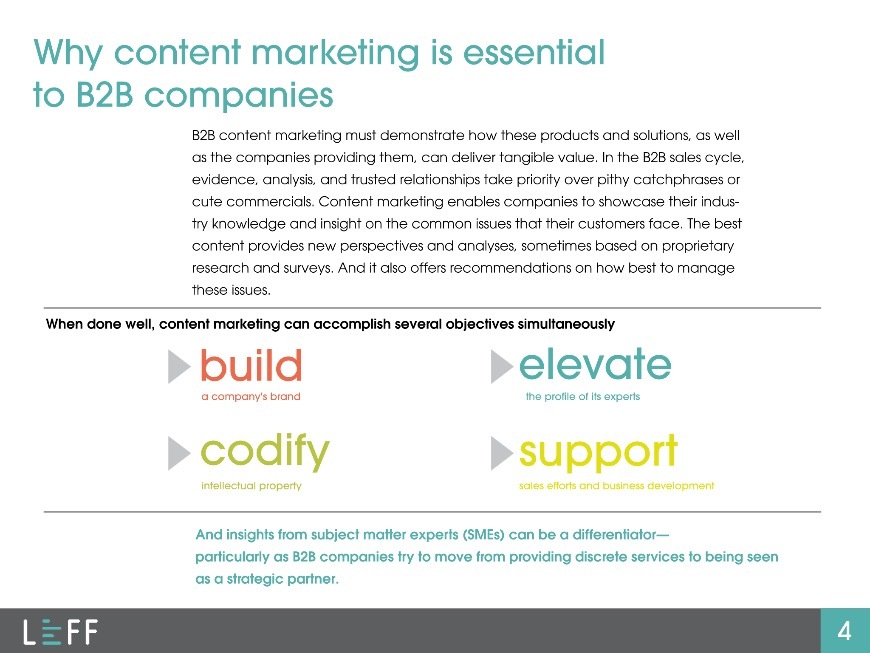 Why content marketing is essential
to B2B companies
B2B content marketing must demonstrate how these products and solutions, as well
as the companies providing them, can deliver tangible value. In the B2B sales cycle,
evidence, analysis, and trusted relationships take priority over pithy catchphrases or
cute commercials. Content marketing enables companies to showcase their indus-
try knowledge and insight on the common issues that their customers face. The best
content provides new perspectives and analyses, sometimes based on proprietary
research and surveys. And it also offers recommendations on how best to manage
these issues.
When done well, content marketing can accomplish several objectives simultaneously
build
a company's brand
elevate
the profile of its experts
codify
intellectual property
support
sales efforts and business development
And insights from subject matter experts (SMEs) can be a differentiator—
particularly as B2B companies try to move from providing discrete services to being seen
as a strategic partner.
LEFF
4